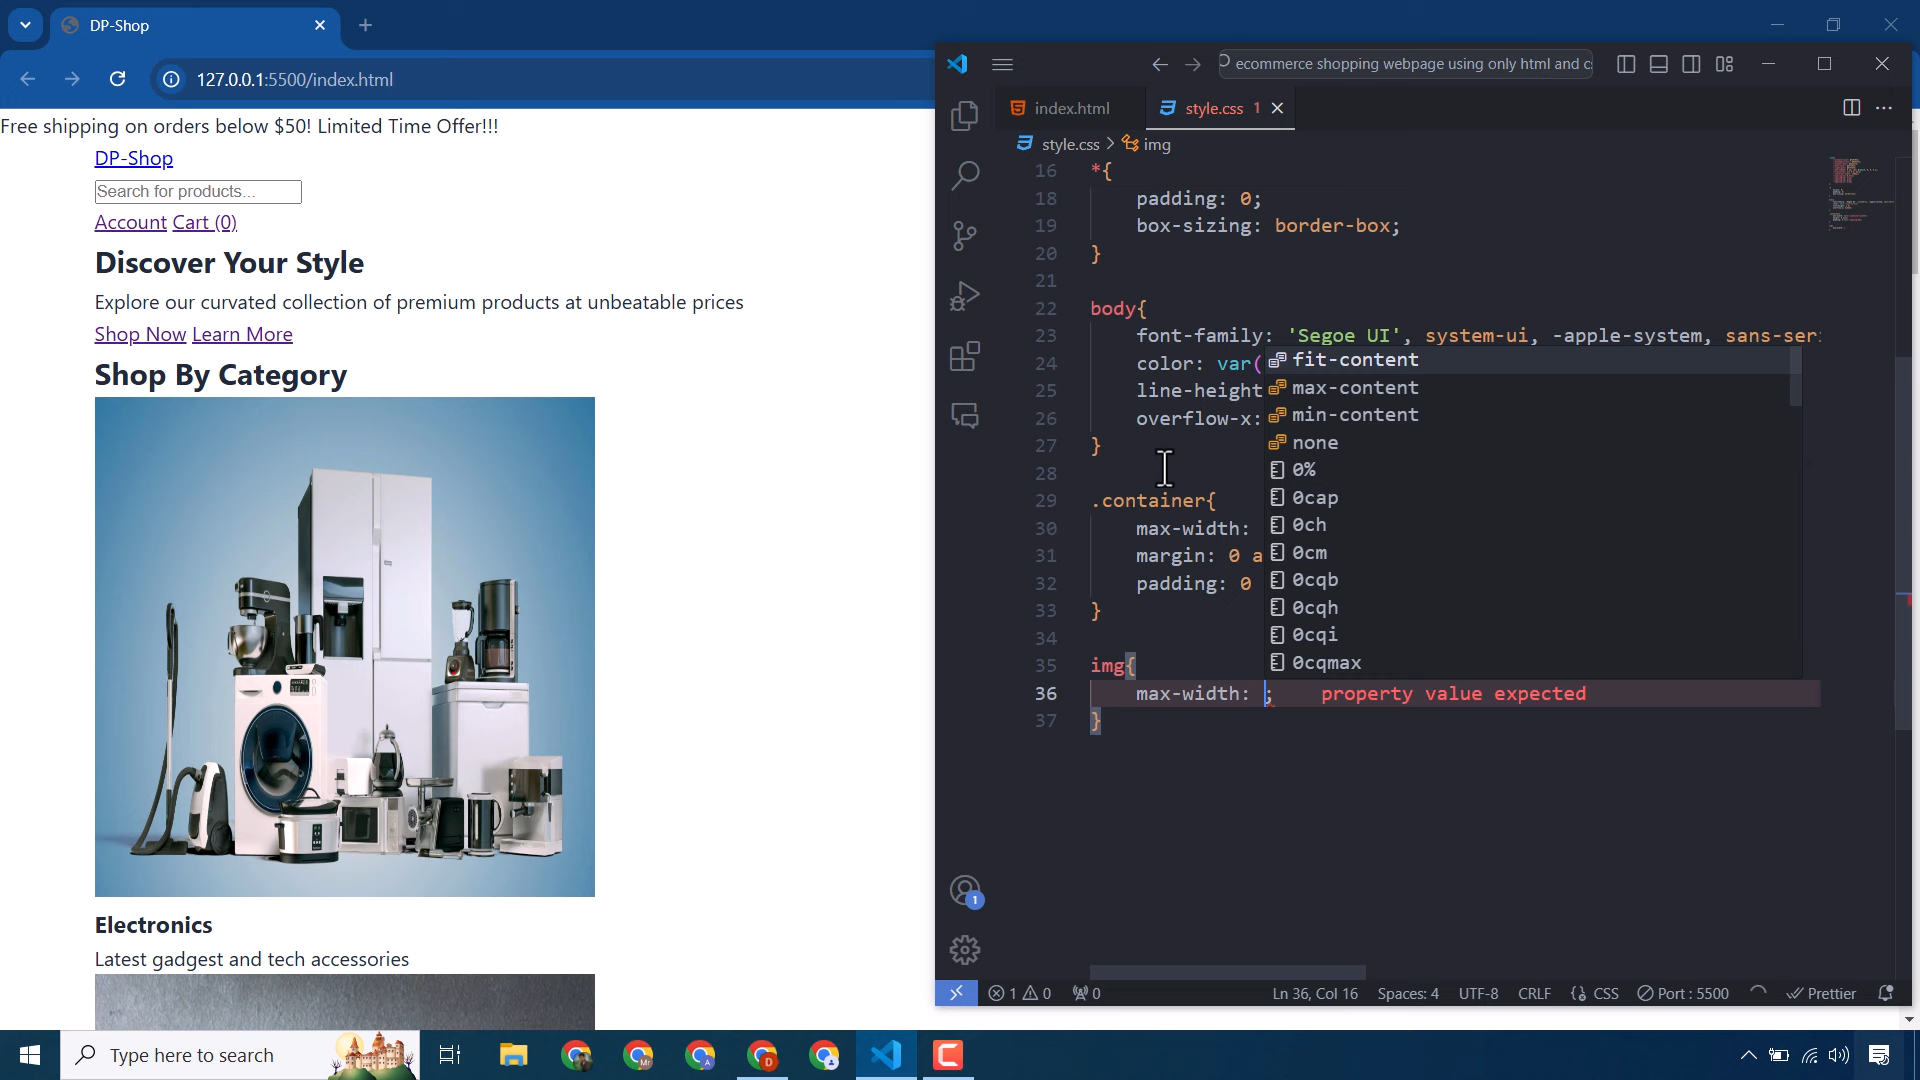 DP-Shop
127.0.0.1:5500/index.html
Free shipping on orders below $50! Limited Time Offer!!!
DP-Shop
Search for products...
Account Cart (0)
Discover Your Style
Explore our curvated collection of premium products at unbeatable prices
Shop Now Learn More
Shop By Category
Electronics
Latest gadgest and tech accessories
ecommerce shopping webpage using only html and c
index.html
style.css 1
style.css > img
16 *{
18 padding: 0;
19 box-sizing: border-box;
20 }
21
22 body{
23 font-family: 'Segoe UI', system-ui, -apple-system, sans-ser
24 color: var(
25 line-height
26 overflow-x:
27 }
28
29 .container{
30 max-width:
31 margin: 0 a
32 padding: 0
33 }
34
35 img{
36 max-width: ; property value expected
37 }
fit-content
max-content
min-content
none
0%
0cap
0ch
0cm
0cqb
0cqh
0cqi
0cqmax
1
1 0 0 Ln 36, Col 16 Spaces: 4 UTF-8 CRLF {} CSS Port : 5500 Prettier
Type here to search
Mr
A
D